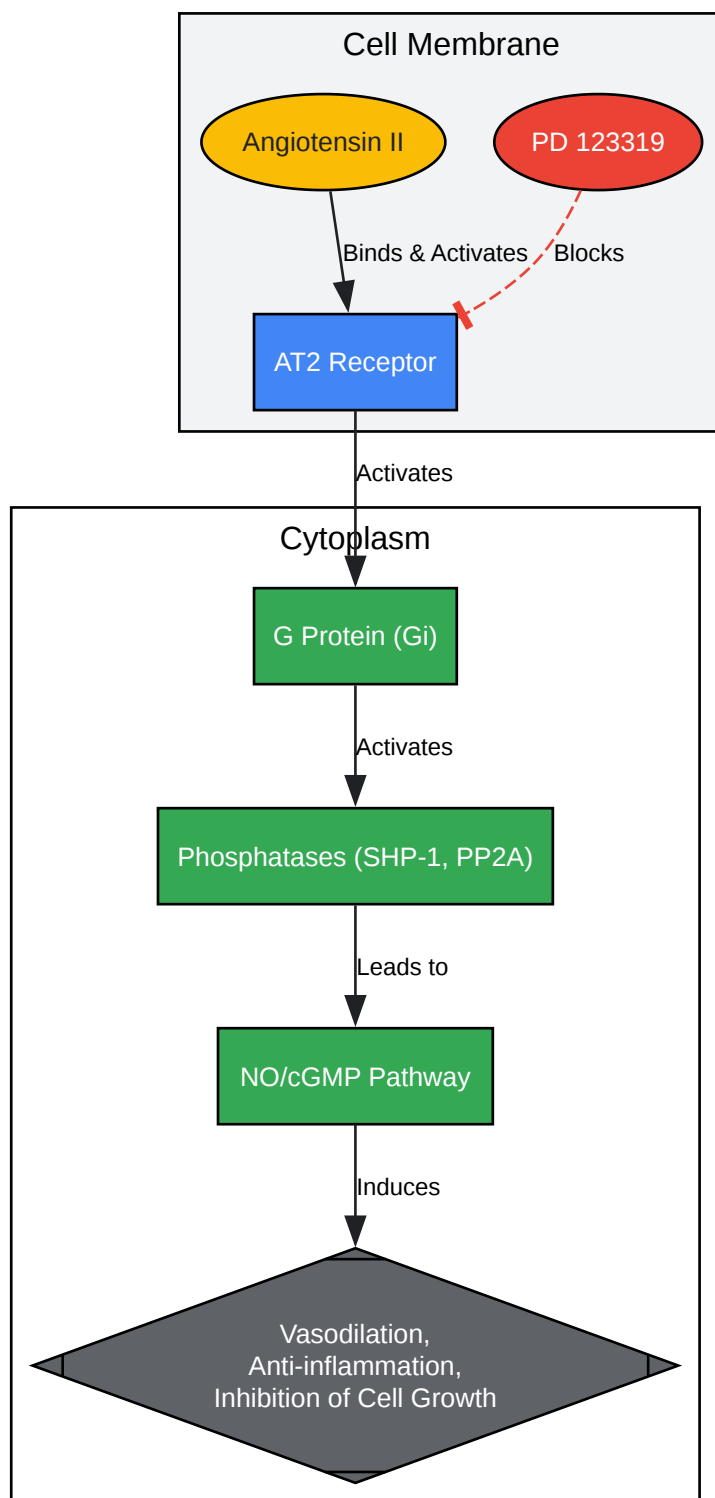 Cell Membrane
Angiotensin II
PD 123319
Binds & Activates
Blocks
AT2 Receptor
Activates
Cytoplasm
G Protein (Gi)
Activates
Phosphatases (SHP-1, PP2A)
Leads to
NO/cGMP Pathway
Induces
Vasodilation,
Anti-inflammation,
Inhibition of Cell Growth